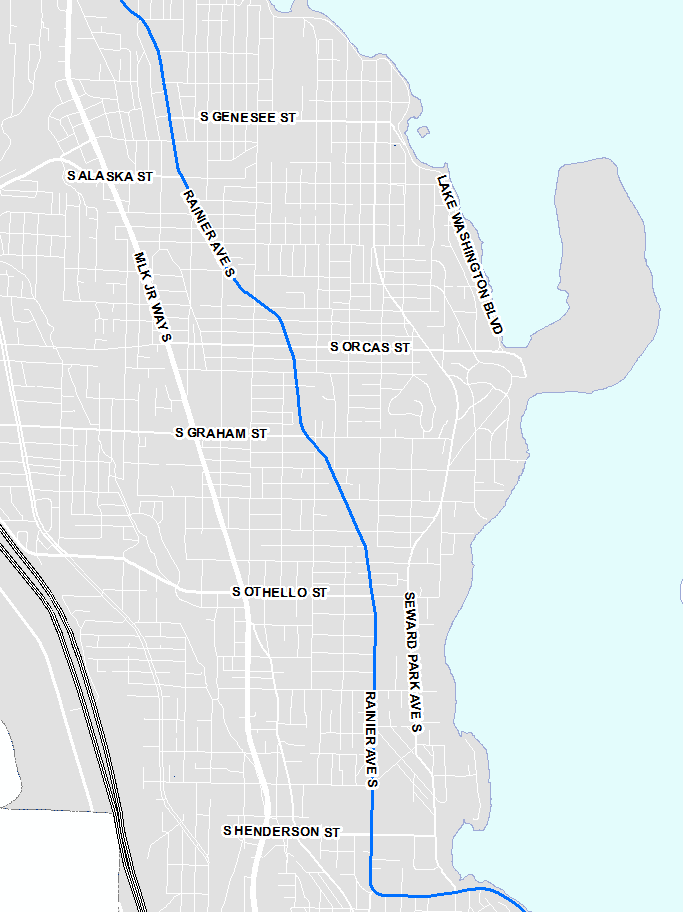 S GENESEE ST
S ALASKA ST
LAKE WASHINGTON BLVD
RAINIER AVE S
MLK JR WAY S
S ORCAS ST
S GRAHAM ST
S OTHELLO ST
SEWARD PARK AVE S
RAINIER AVE S
S HENDERSON ST